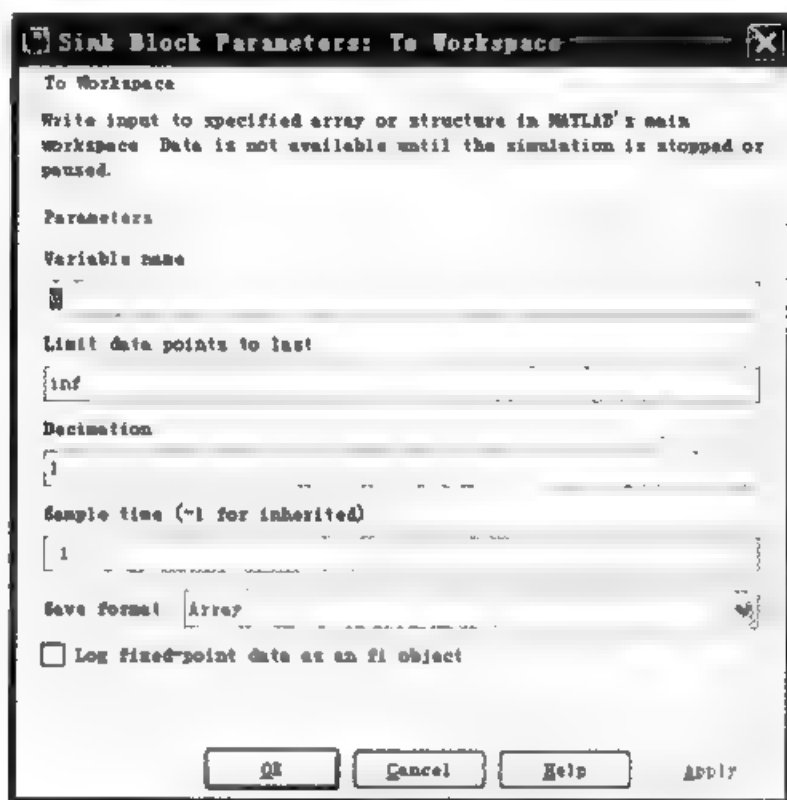 Sink Block Parameters: To Workspace
To Workspace
Write input to specified array or structure in MATLAB's main
workspace Data is not available until the simulation is stopped or
paused.
Parameters
Variable name
Limit data points to last
inf
Decimation
1
Sample time (-1 for inherited)
1
Save format Array
Log fixed-point data as an fi object
OK Cancel Help Apply